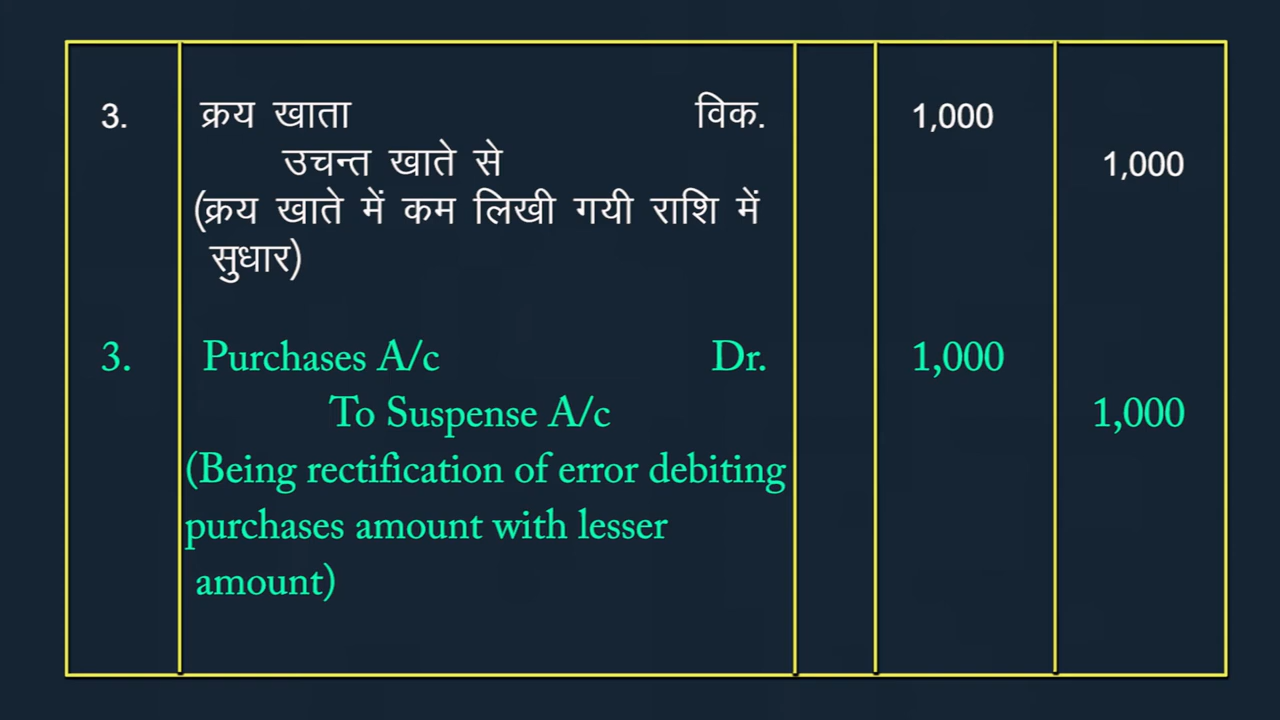 3. क्रय खाता विक. 1,000
उचन्त खाते से 1,000
(क्रय खाते में कम लिखी गयी राशि में
सुधार)
3. Purchases A/c Dr. 1,000
To Suspense A/c 1,000
(Being rectification of error debiting
purchases amount with lesser
amount)